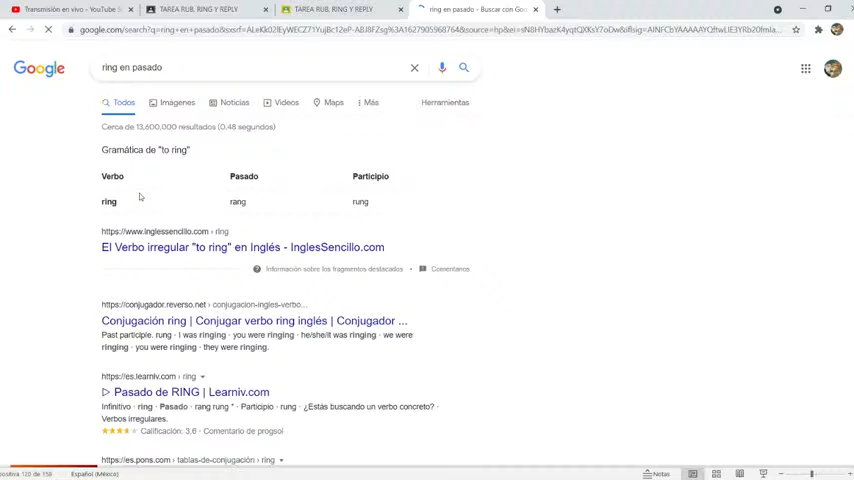 Transmisión en vivo - YouTube S
TAREA RUB, RING Y REPLY
TAREA RUB, RING Y REPLY
ring en pasado - Buscar con Goo
Google
ring en pasado
Todos
Imágenes
Noticias
Videos
Maps
Más
Herramientas
Cerca de 13,600,000 resultados (0.48 segundos)
Gramática de "to ring"
Verbo Pasado Participio
ring rang rung
https://www.inglessencillo.com › ring
El Verbo irregular "to ring" en Inglés - InglesSencillo.com
Información sobre los fragmentos destacados • Comentarios
https://conjugador.reverso.net › conjugacion-ingles-verbo...
Conjugación ring | Conjugar verbo ring inglés | Conjugador ...
Past participle. rung · I was ringing · you were ringing · he/she/it was ringing · we were
ringing · you were ringing · they were ringing.
https://es.learniv.com › ring
▷ Pasado de RING | Learniv.com
Infinitivo · ring · Pasado · rang rung * · Participio · rung · ¿Estás buscando un verbo concreto? ·
Verbos irregulares.
Calificación: 3.6 · Comentario de progsol
https://es.pons.com › tablas-de-conjugación › ring
positiva 120 de 158
Español (México)
Notas